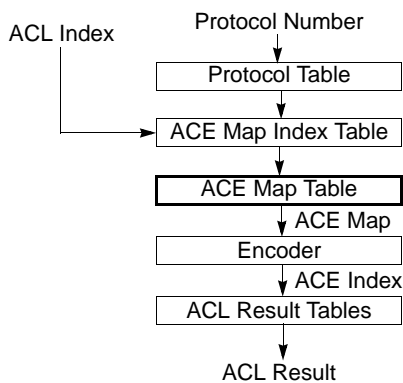 Protocol Number
ACL Index
Protocol Table
ACE Map Index Table
ACE Map Table
ACE Map
Encoder
ACE Index
ACL Result Tables
ACL Result